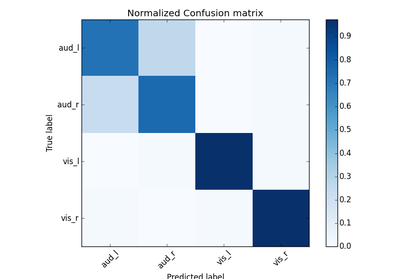 Normalized Confusion matrix
True label
aud_l
aud_r
vis_l
vis_r
aud_l
aud_r
vis_l
vis_r
Predicted label
0.9
0.8
0.7
0.6
0.5
0.4
0.3
0.2
0.1
0.0